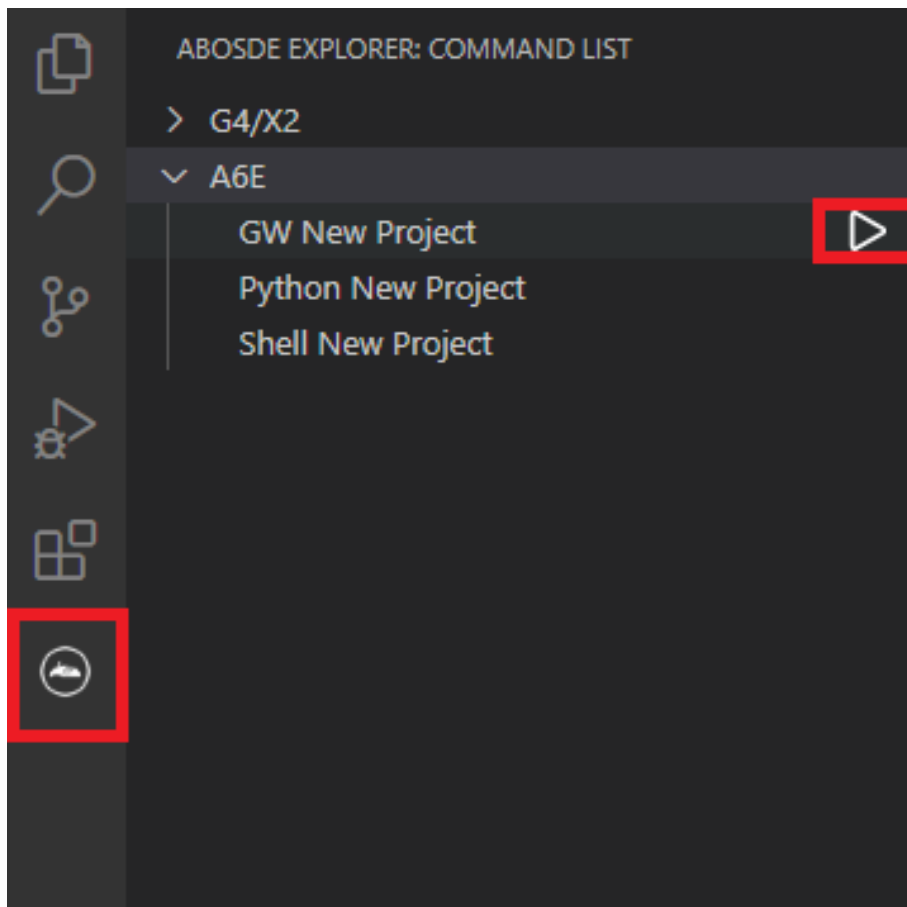 ABOSDE EXPLORER: COMMAND LIST
G4/X2
A6E
GW New Project
Python New Project
Shell New Project